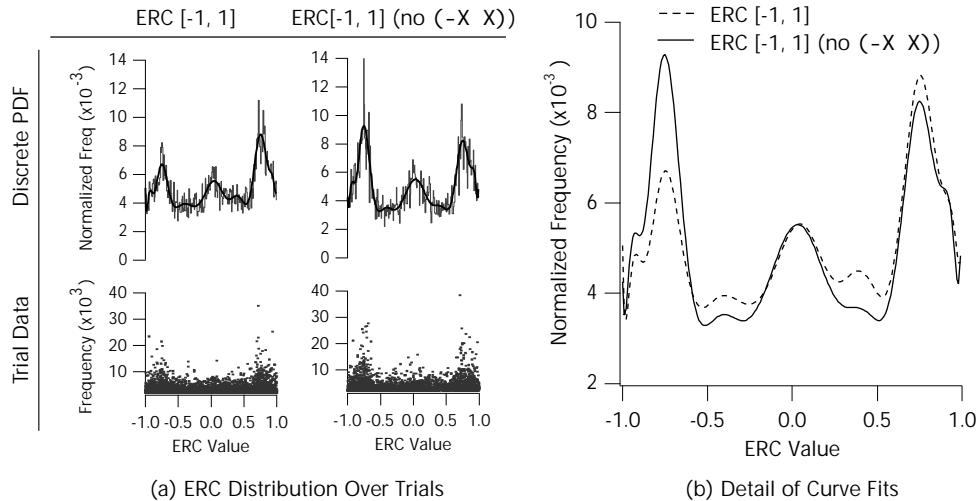 ERC [-1, 1]
ERC[-1, 1] (no (-X X))
Discrete PDF
Normalized Freq (x10⁻³)
14
12
10
8
6
4
2
0
14
12
10
8
6
4
2
0
Trial Data
Frequency (x10⁻³)
40
30
20
10
40
30
20
10
-1.0 -0.5 0.0 0.5 1.0
-1.0 -0.5 0.0 0.5 1.0
ERC Value
ERC Value
(a) ERC Distribution Over Trials
ERC [-1, 1]
ERC [-1, 1] (no (-X X))
Normalized Frequency (x10⁻³)
10
8
6
4
2
-1.0 -0.5 0.0 0.5 1.0
ERC Value
(b) Detail of Curve Fits